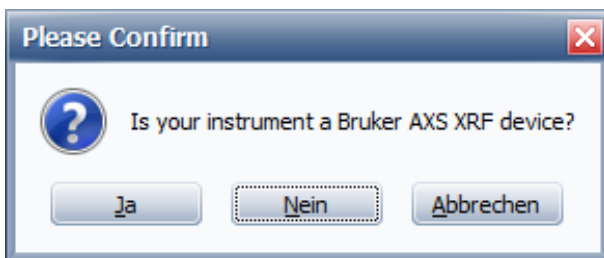 Please Confirm
Is your instrument a Bruker AXS XRF device?
Ja Nein Abbrechen